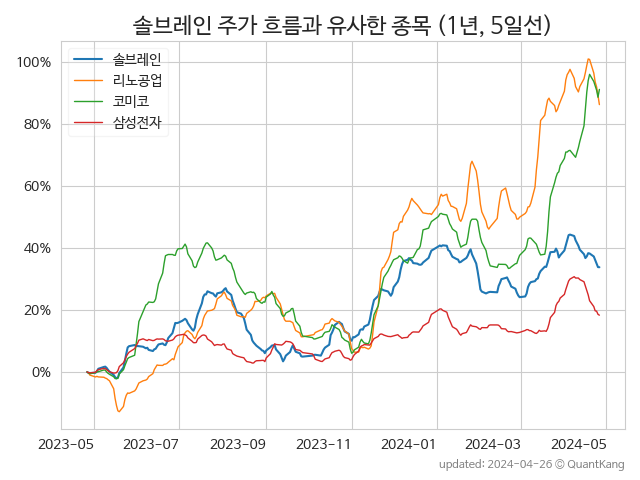 솔브레인 주가 흐름과 유사한 종목 (1년, 5일선)
솔브레인
리노공업
코미코
삼성전자
100%
80%
60%
40%
20%
0%
2023-05 2023-07 2023-09 2023-11 2024-01 2024-03 2024-05
updated: 2024-04-26 © QuantKang